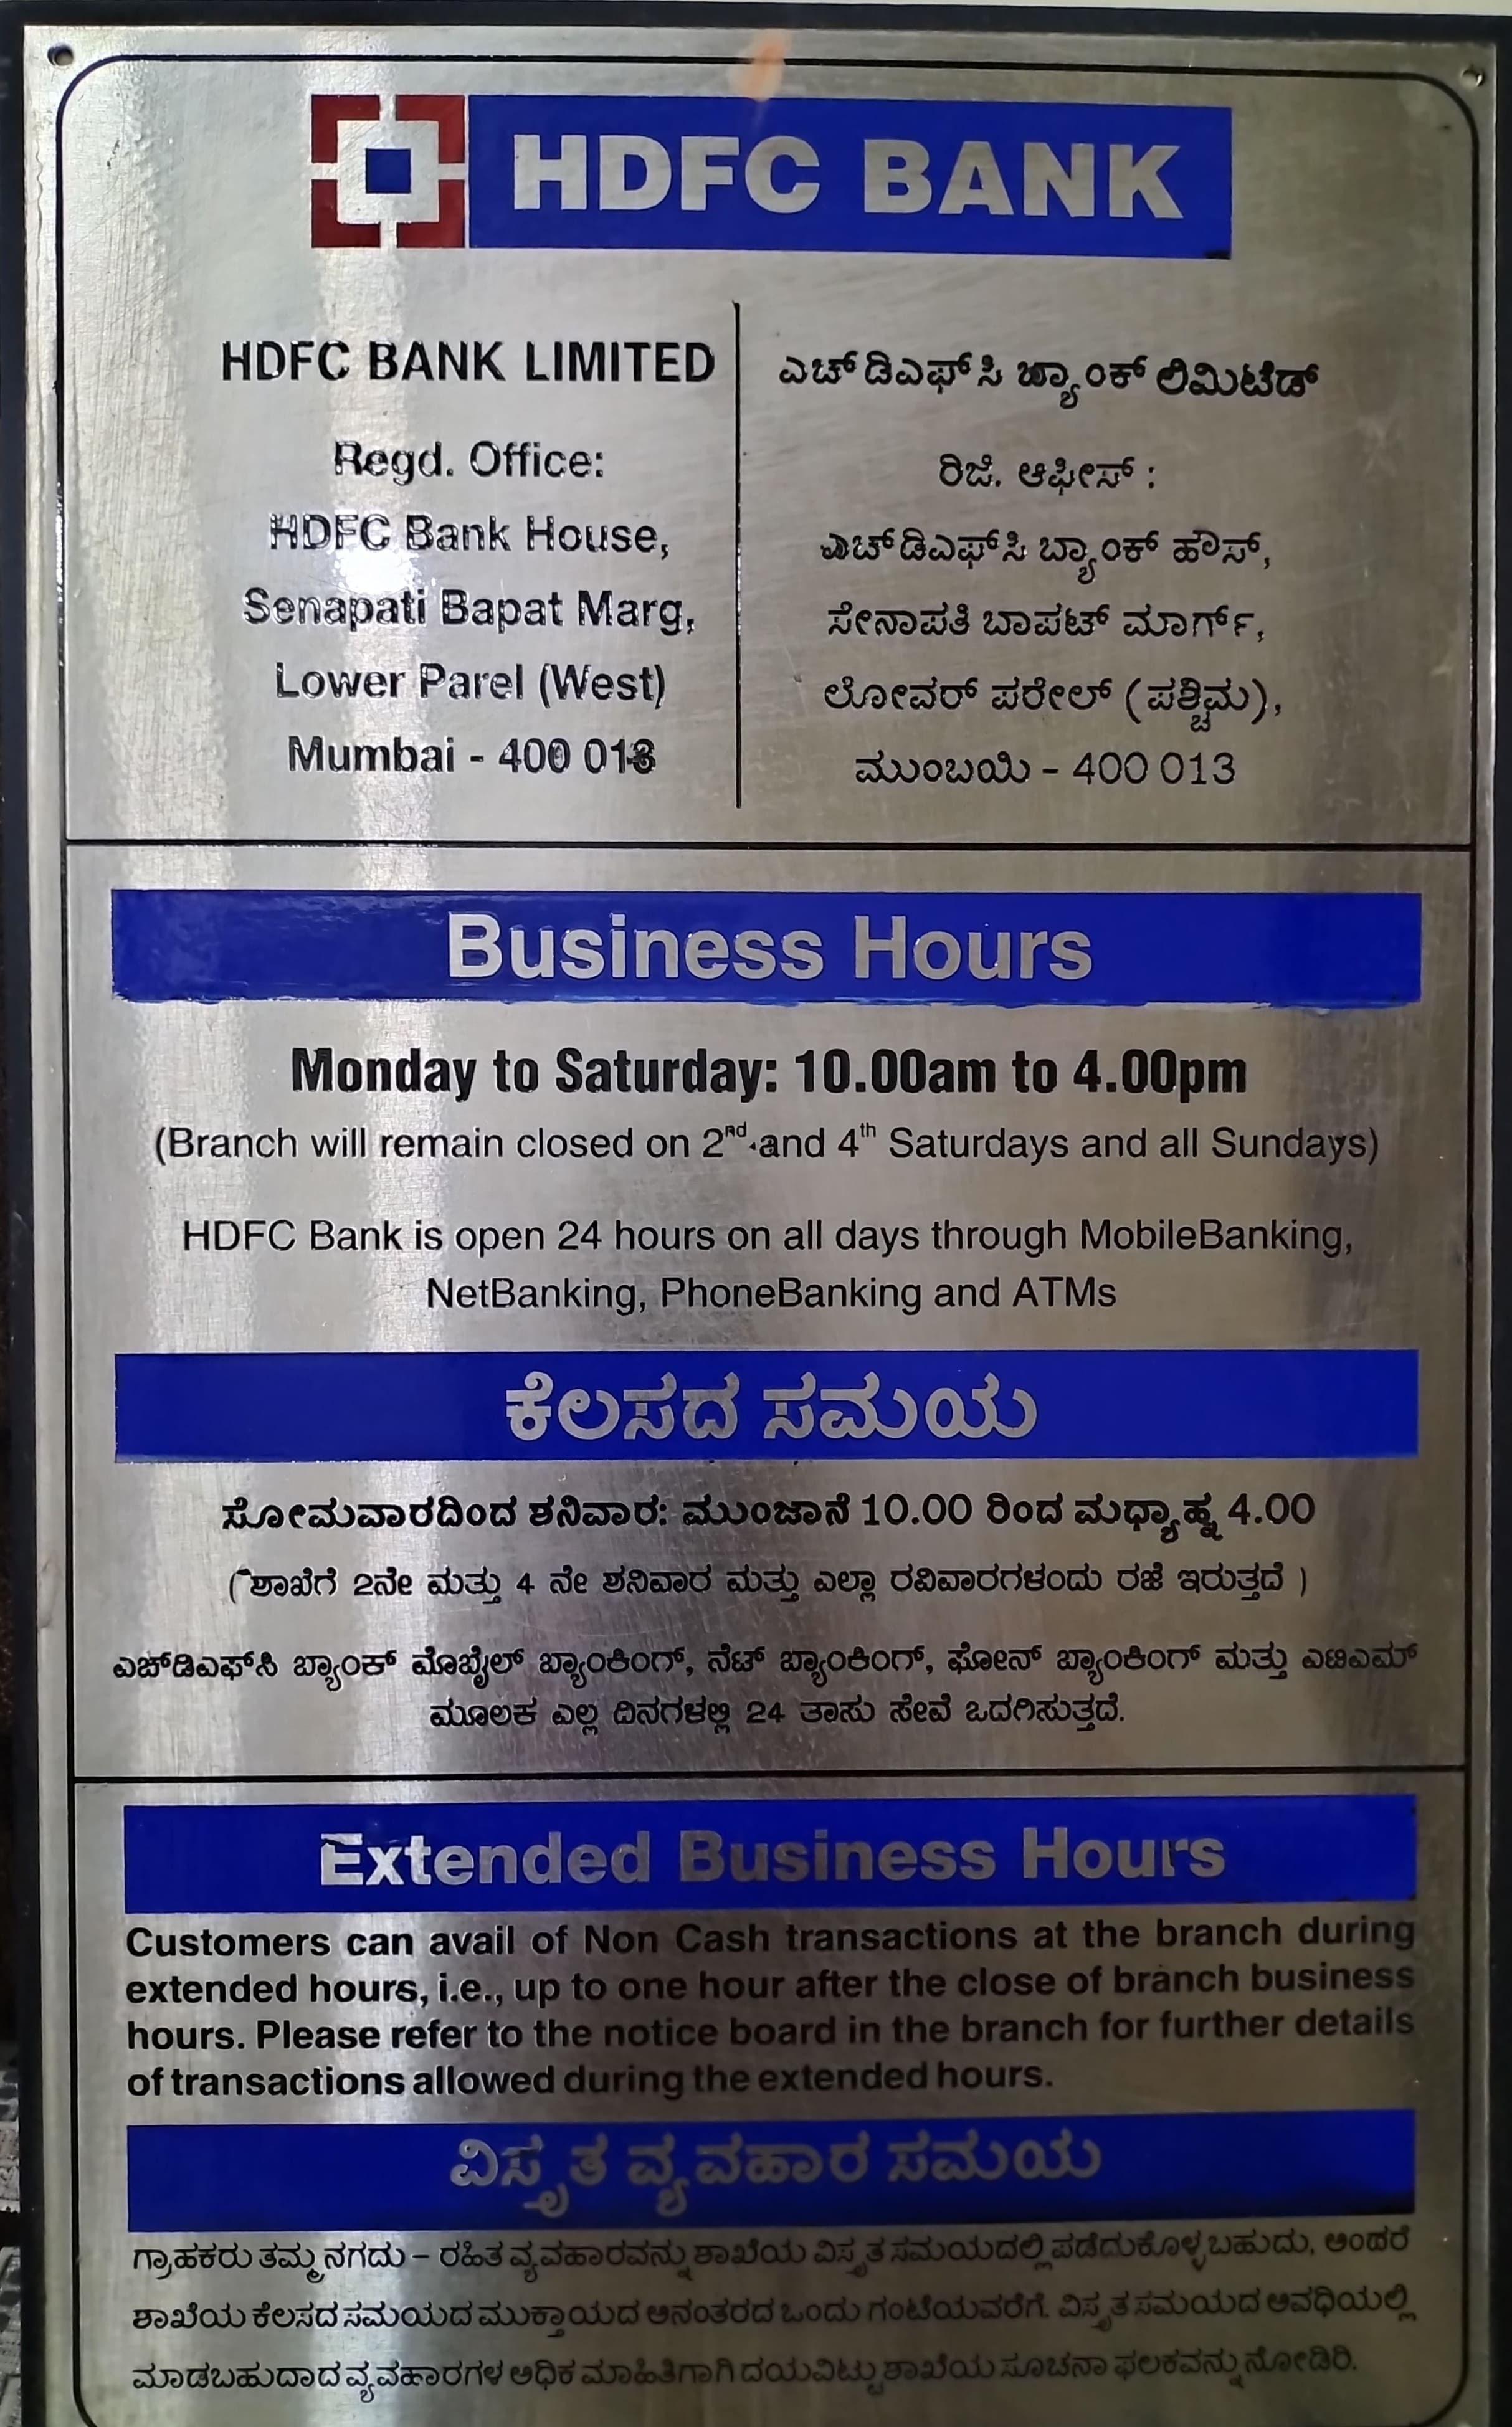 HDFC BANK
HDFC BANK LIMITED
Regd. Office:
HDFC Bank House,
Senapati Bapat Marg,
Lower Parel (West)
Mumbai - 400 013
ಎಚ್‌ಡಿಎಫ್‌ಸಿ ಬ್ಯಾಂಕ್ ಲಿಮಿಟೆಡ್
ರಿಜಿ. ಆಫೀಸ್ :
ಎಚ್‌ಡಿಎಫ್‌ಸಿ ಬ್ಯಾಂಕ್ ಹೌಸ್,
ಸೇನಾಪತಿ ಬಾಪಟ್ ಮಾರ್ಗ್,
ಲೋವರ್ ಪರೇಲ್ (ಪಶ್ಚಿಮ),
ಮುಂಬಯಿ - 400 013
Business Hours
Monday to Saturday: 10.00am to 4.00pm
(Branch will remain closed on 2nd and 4th Saturdays and all Sundays)
HDFC Bank is open 24 hours on all days through MobileBanking,
NetBanking, PhoneBanking and ATMs
ಕೆಲಸದ ಸಮಯ
ಸೋಮವಾರದಿಂದ ಶನಿವಾರ: ಮುಂಜಾನೆ 10.00 ರಿಂದ ಮಧ್ಯಾಹ್ನ 4.00
(ಶಾಖೆಗೆ 2ನೇ ಮತ್ತು 4 ನೇ ಶನಿವಾರ ಮತ್ತು ಎಲ್ಲಾ ರವಿವಾರಗಳಂದು ರಜೆ ಇರುತ್ತದೆ )
ಎಚ್‌ಡಿಎಫ್‌ಸಿ ಬ್ಯಾಂಕ್ ಮೊಬೈಲ್ ಬ್ಯಾಂಕಿಂಗ್, ನೆಟ್ ಬ್ಯಾಂಕಿಂಗ್, ಫೋನ್ ಬ್ಯಾಂಕಿಂಗ್ ಮತ್ತು ಎಟಿಎಮ್
ಮೂಲಕ ಎಲ್ಲ ದಿನಗಳಲ್ಲಿ 24 ತಾಸು ಸೇವೆ ಒದಗಿಸುತ್ತದೆ.
Extended Business Hours
Customers can avail of Non Cash transactions at the branch during
extended hours, i.e., up to one hour after the close of branch business
hours. Please refer to the notice board in the branch for further details
of transactions allowed during the extended hours.
ವಿಸ್ತೃತ ವ್ಯವಹಾರ ಸಮಯ
ಗ್ರಾಹಕರು ತಮ್ಮ ನಗದು – ರಹಿತ ವ್ಯವಹಾರವನ್ನು ಶಾಖೆಯ ವಿಸ್ತೃತ ಸಮಯದಲ್ಲಿ ಪಡೆದುಕೊಳ್ಳಬಹುದು, ಅಂದರೆ
ಶಾಖೆಯ ಕೆಲಸದ ಸಮಯದ ಮುಕ್ತಾಯದ ಅನಂತರದ ಒಂದು ಗಂಟೆಯವರೆಗೆ. ವಿಸ್ತೃತ ಸಮಯದ ಅವಧಿಯಲ್ಲಿ
ಮಾಡಬಹುದಾದ ವ್ಯವಹಾರಗಳ ಅಧಿಕ ಮಾಹಿತಿಗಾಗಿ ದಯವಿಟ್ಟು ಶಾಖೆಯ ಸೂಚನಾ ಫಲಕವನ್ನು ನೋಡಿರಿ.